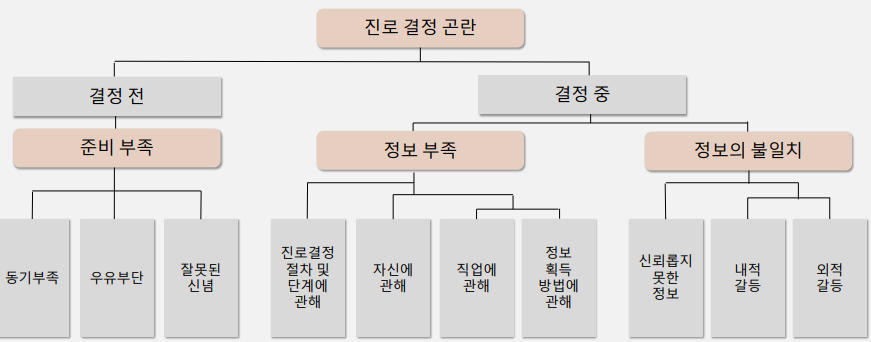 진로 결정 곤란
결정 전
결정 중
준비 부족
정보 부족
정보의 불일치
동기부족
우유부단
잘못된
신념
진로결정
절차 및
단계에
관해
자신에
관해
직업에
관해
정보
획득
방법에
관해
신뢰롭지
못한
정보
내적
갈등
외적
갈등